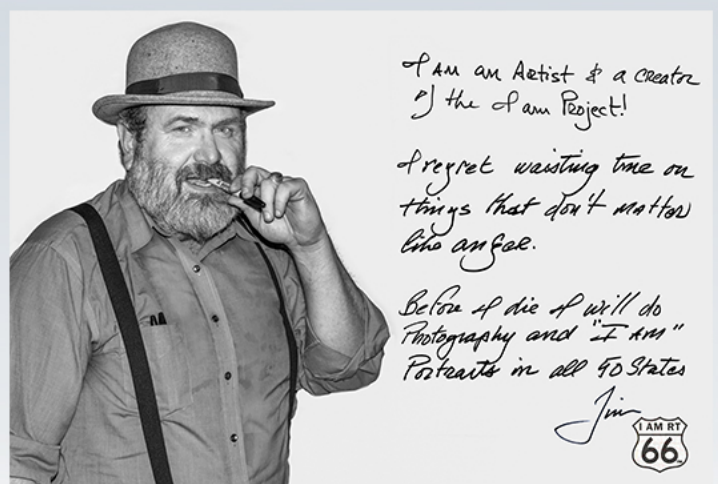 I am an Artist & a creator
of the I am Project!
I regret waisting time on
things that don't matter
like anger.
Before I die I will do
Photography and "I AM"
Portraits in all 50 States
Jim
I AM RT
66